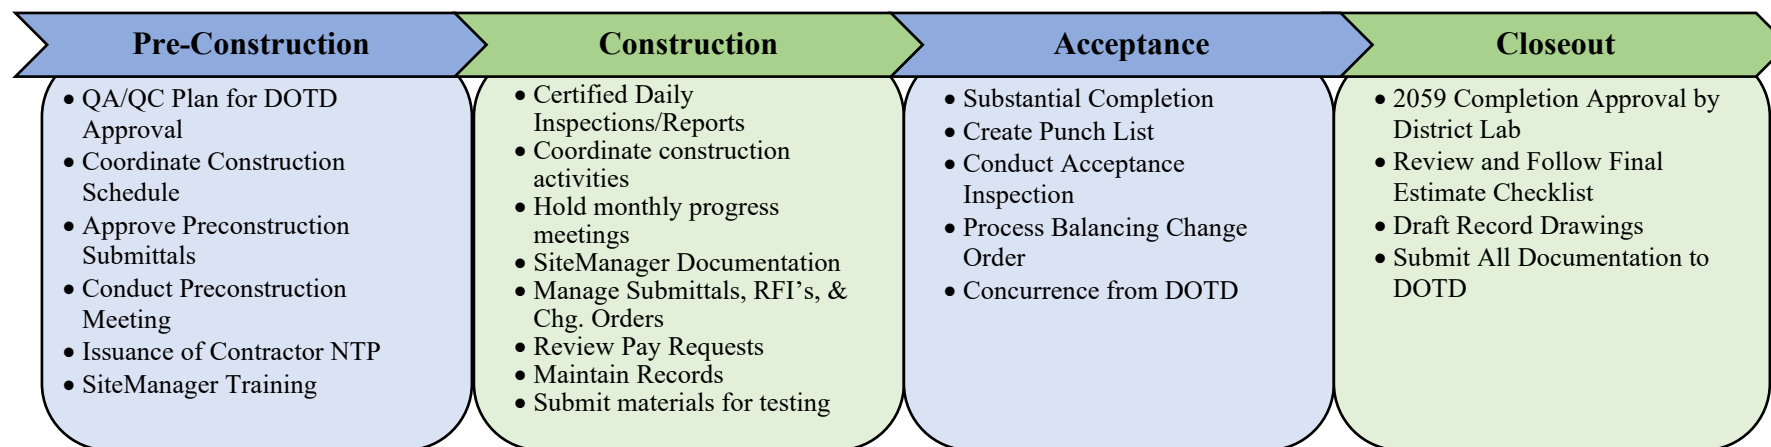 Pre-Construction
• QA/QC Plan for DOTD
Approval
• Coordinate Construction
Schedule
• Approve Preconstruction
Submittals
• Conduct Preconstruction
Meeting
• Issuance of Contractor NTP
• SiteManager Training
Construction
• Certified Daily
Inspections/Reports
• Coordinate construction
activities
• Hold monthly progress
meetings
• SiteManager Documentation
• Manage Submittals, RFI's, &
Chg. Orders
• Review Pay Requests
• Maintain Records
• Submit materials for testing
Acceptance
• Substantial Completion
• Create Punch List
• Conduct Acceptance
Inspection
• Process Balancing Change
Order
• Concurrence from DOTD
Closeout
• 2059 Completion Approval by
District Lab
• Review and Follow Final
Estimate Checklist
• Draft Record Drawings
• Submit All Documentation to
DOTD